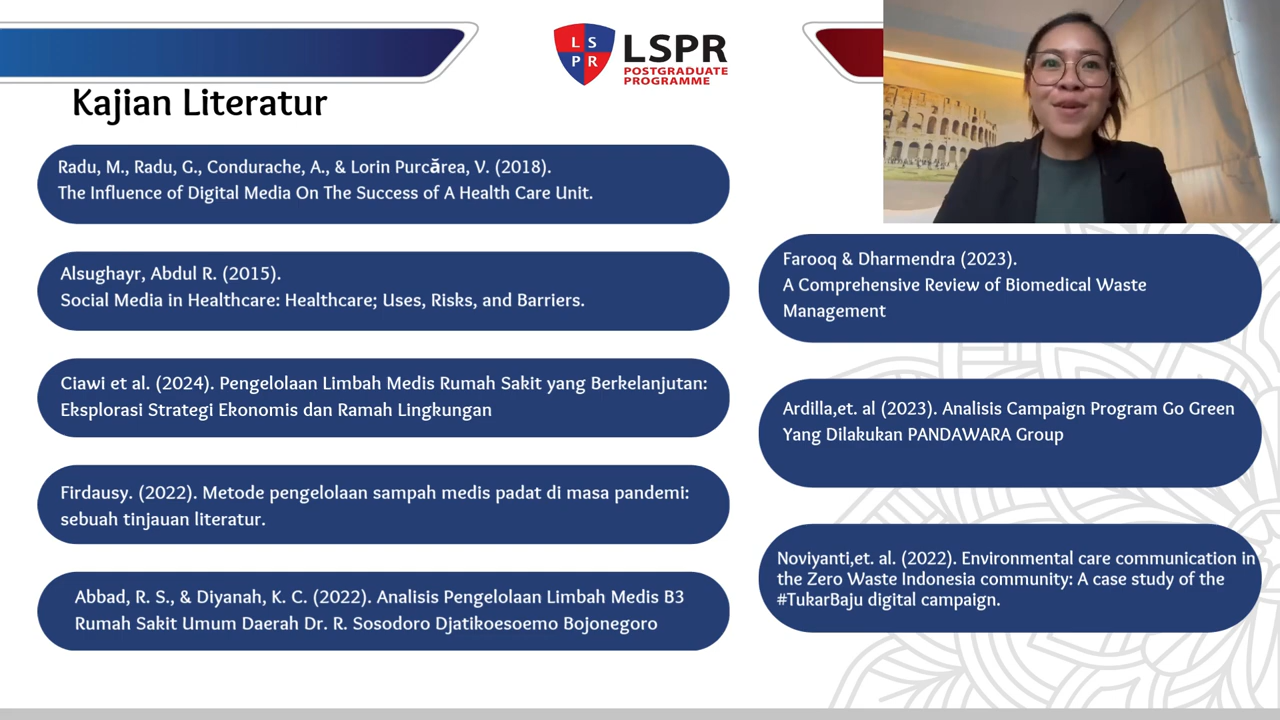 LS
PR
LSPR
POSTGRADUATE
PROGRAMME
Kajian Literatur
Radu, M., Radu, G., Condurache, A., & Lorin Purcărea, V. (2018).
The Influence of Digital Media On The Success of A Health Care Unit.
Alsughayr, Abdul R. (2015).
Social Media in Healthcare: Healthcare; Uses, Risks, and Barriers.
Ciawi et al. (2024). Pengelolaan Limbah Medis Rumah Sakit yang Berkelanjutan:
Eksplorasi Strategi Ekonomis dan Ramah Lingkungan
Firdausy. (2022). Metode pengelolaan sampah medis padat di masa pandemi:
sebuah tinjauan literatur.
Abbad, R. S., & Diyanah, K. C. (2022). Analisis Pengelolaan Limbah Medis B3
Rumah Sakit Umum Daerah Dr. R. Sosodoro Djatikoesoemo Bojonegoro
Farooq & Dharmendra (2023).
A Comprehensive Review of Biomedical Waste
Management
Ardilla,et. al (2023). Analisis Campaign Program Go Green
Yang Dilakukan PANDAWARA Group
Noviyanti,et. al. (2022). Environmental care communication in
the Zero Waste Indonesia community: A case study of the
#TukarBaju digital campaign.